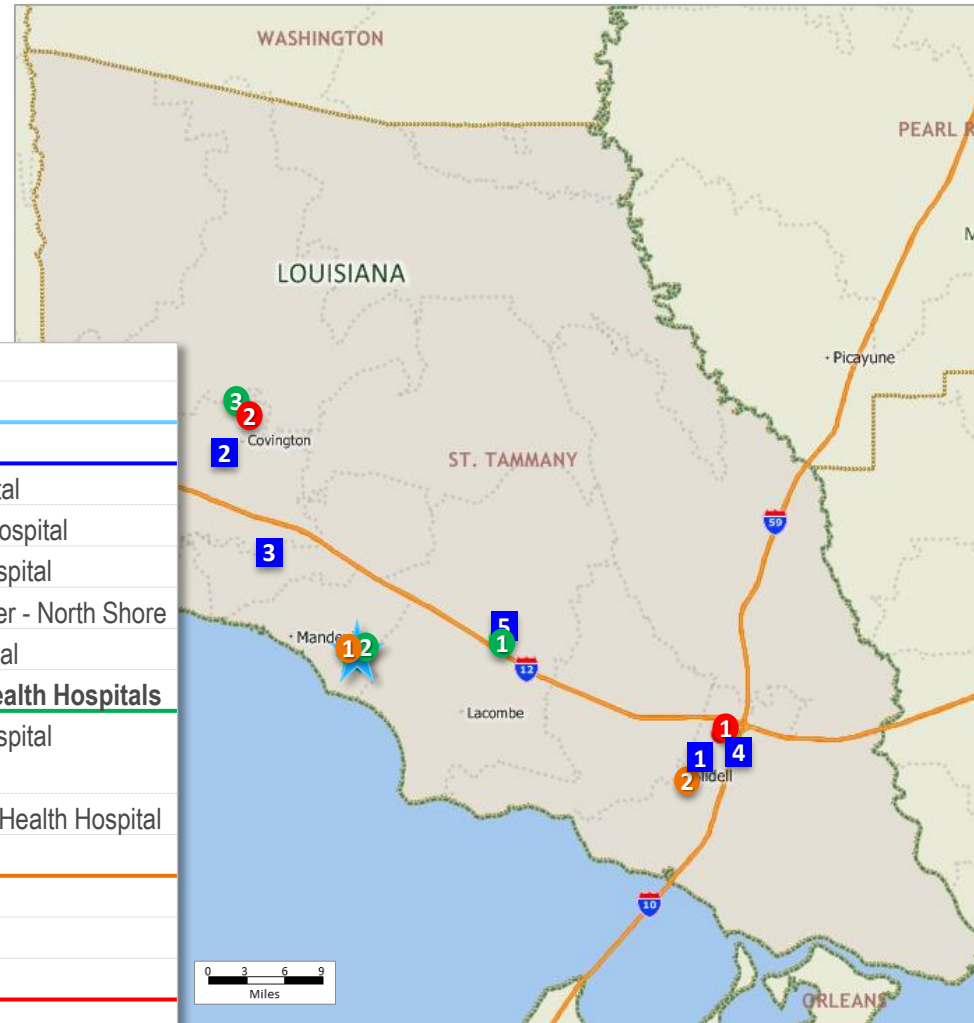 WASHINGTON
PEARL R
LOUISIANA
Picayune
3
2
Covington
2
ST. TAMMANY
59
3
5
1
Mande
1
2
12
Lacombe
1
1
4
2
lidell
10
0 3 6 9
Miles
ORLEANS
tal
ospital
spital
er - North Shore
al
ealth Hospitals
spital
Health Hospital